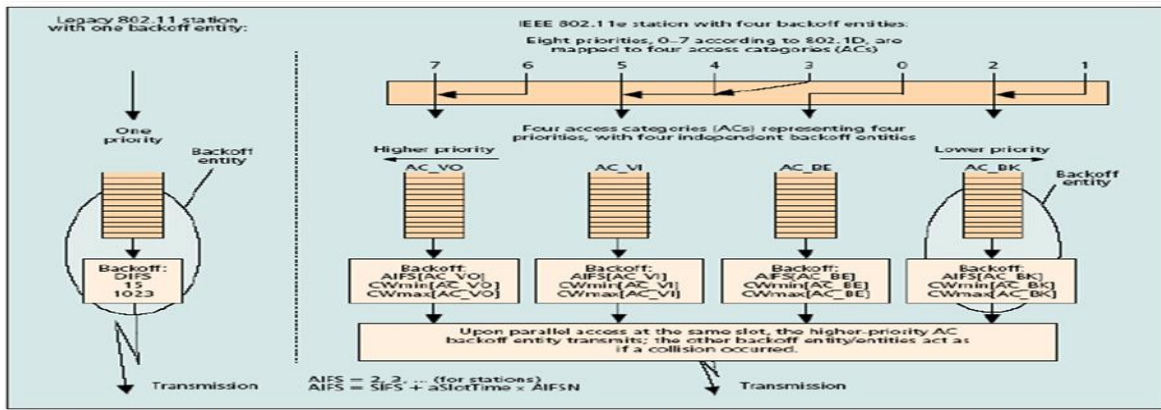 Legacy 802.11 station
with one backoff entity:
IEEE 802.11e station with four backoff entities:
Eight priorities, 0–7 according to 802.1D, are
mapped to four access categories (ACs)
7 6 5 4 3 0 2 1
One
priority
Backoff
entity
Four access categories (ACs) representing four
priorities, with four independent backoff entities
Higher priority
Lower priority
AC_VO AC_VI AC_BE AC_BK
Backoff
entity
Backoff:
DIFS
15
1023
Backoff:
AIFS[AC_VO]
CWmin[AC_VO]
CWmax[AC_VO]
Backoff:
AIFS[AC_VI]
CWmin[AC_VI]
CWmax[AC_VI]
Backoff:
AIFS[AC_BE]
CWmin[AC_BE]
CWmax[AC_BE]
Backoff:
AIFS[AC_BK]
CWmin[AC_BK]
CWmax[AC_BK]
Upon parallel access at the same slot, the higher-priority AC
backoff entity transmits; the other backoff entity/entities act as
if a collision occurred.
Transmission
AIFS = 2, 3, ... (for stations)
AIFS = SIFS + aSlotTime x AIFSN
Transmission